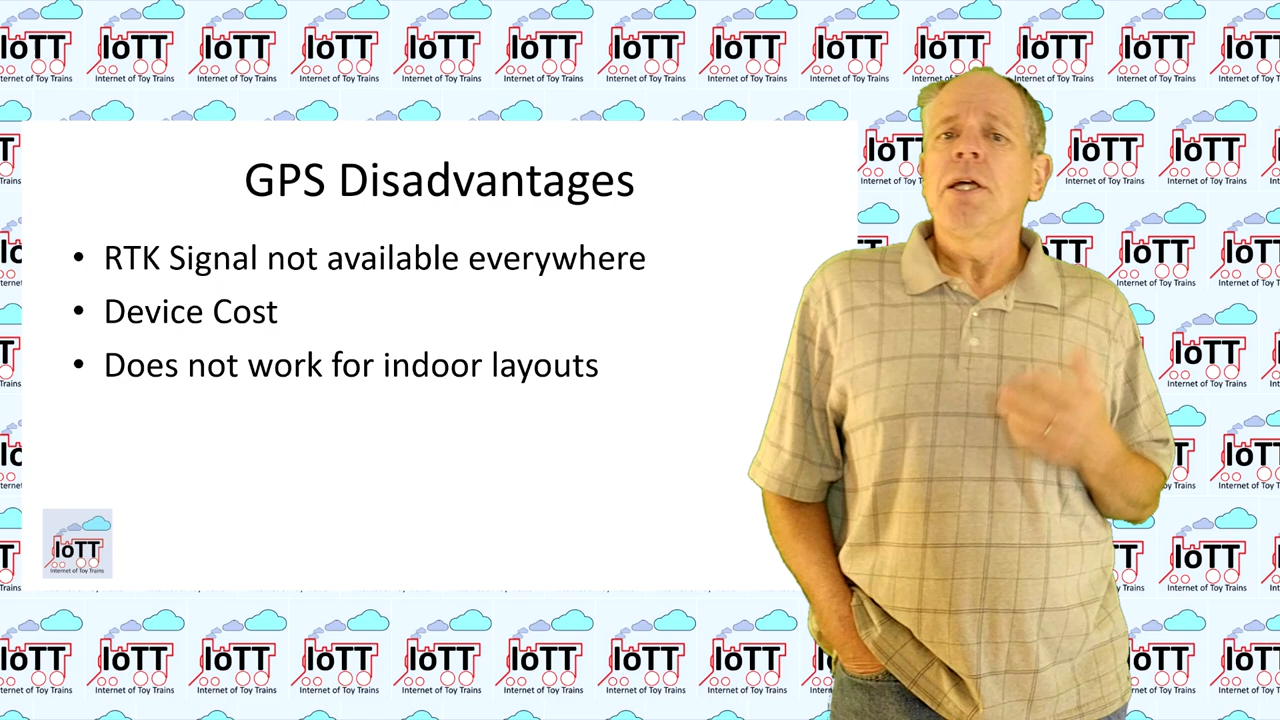 GPS Disadvantages
• RTK Signal not available everywhere
• Device Cost
• Does not work for indoor layouts
IoTT
Internet of Toy Trains